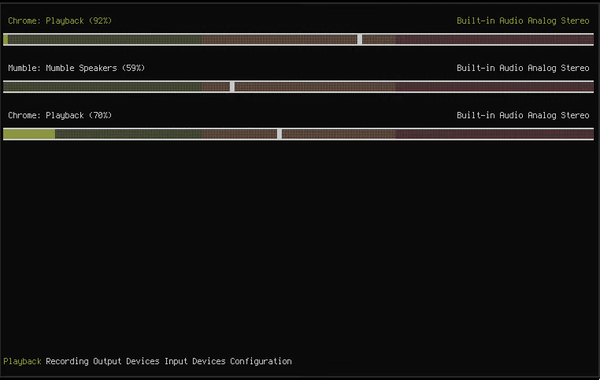 Chrome: Playback (92%) Built-in Audio Analog Stereo
Mumble: Mumble Speakers (59%) Built-in Audio Analog Stereo
Chrome: Playback (70%) Built-in Audio Analog Stereo
Playback Recording Output Devices Input Devices Configuration